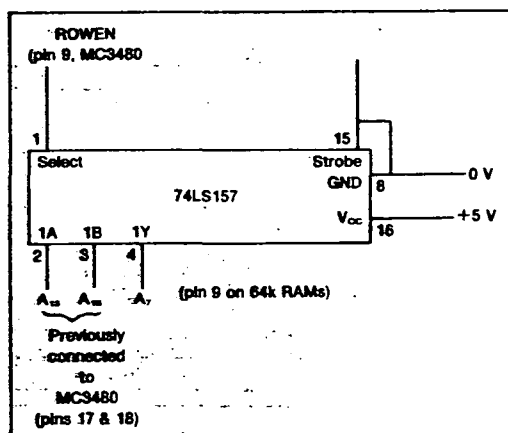 ROWEN
(pin 9, MC3480
1
15
Select
Strobe
GND
8
0 V
74LS157
V_CC
16
+5 V
1A 1B 1Y
2 3 4
A₇
(pin 9 on 64k RAMs)
Previously
connected
to
MC3480
(pins 17 & 18)